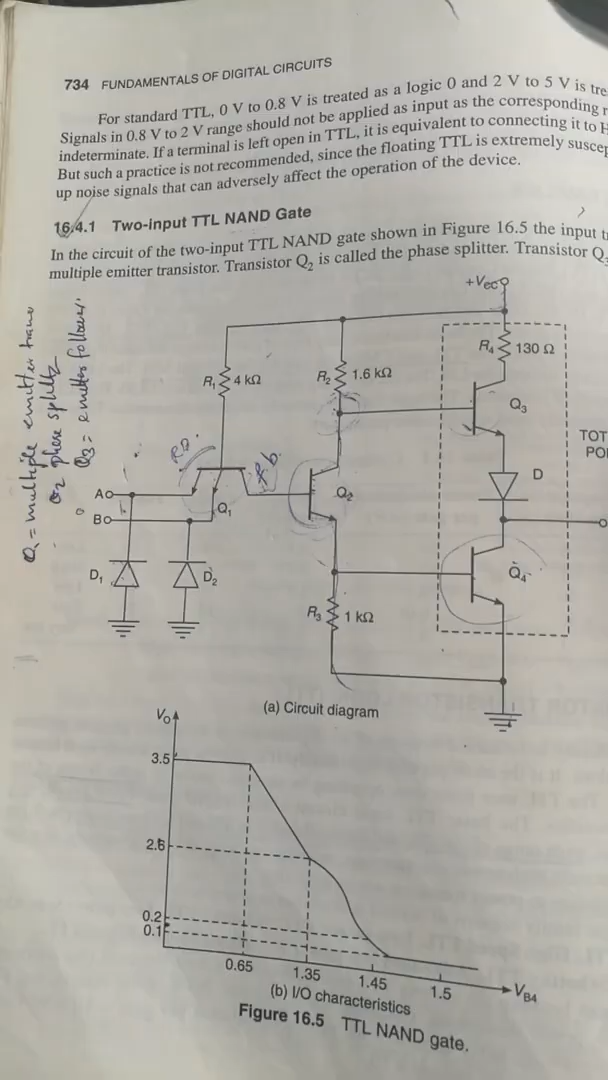 734 FUNDAMENTALS OF DIGITAL CIRCUITS
For standard TTL, 0 V to 0.8 V is treated as a logic 0 and 2 V to 5 V is tre
Signals in 0.8 V to 2 V range should not be applied as input as the corresponding r
indeterminate. If a terminal is left open in TTL, it is equivalent to connecting it to H
But such a practice is not recommended, since the floating TTL is extremely suscep
up noise signals that can adversely affect the operation of the device.
16.4.1 Two-input TTL NAND Gate
In the circuit of the two-input TTL NAND gate shown in Figure 16.5 the input t
multiple emitter transistor. Transistor Q₂ is called the phase splitter. Transistor Q₃
Q₁ = multiple emitter
Q₂ phase splitte
Q₃ = emitter follower
+Vcc
R₄ 130 Ω
R₁ 4 kΩ
R₂ 1.6 kΩ
Q₃
TOT
PO
D
A
B
Q₁
Q₂
D₁
D₂
Q₄
R₃ 1 kΩ
(a) Circuit diagram
V₀
3.5
2.6
0.2
0.1
0.65
1.35
1.45
1.5
VB4
(b) I/O characteristics
Figure 16.5 TTL NAND gate.